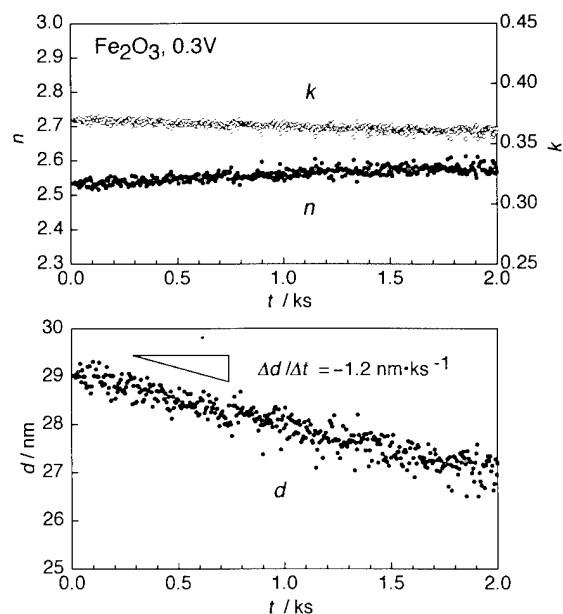 Fe₂O₃, 0.3V
3.0
2.9
2.8
2.7
2.6
2.5
2.4
2.3
n
0.45
0.40
0.35
0.30
0.25
k
k
n
0.0 0.5 1.0 1.5 2.0
t / ks
30
29
28
27
26
25
d / nm
Δd /Δt = −1.2 nm•ks⁻¹
d
0.0 0.5 1.0 1.5 2.0
t / ks